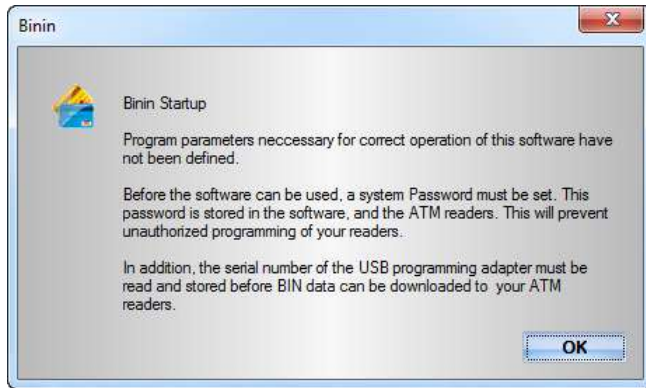 Binin
Binin Startup
Program parameters neccessary for correct operation of this software have
not been defined.
Before the software can be used, a system Password must be set. This
password is stored in the software, and the ATM readers. This will prevent
unauthorized programming of your readers.
In addition, the serial number of the USB programming adapter must be
read and stored before BIN data can be downloaded to  your ATM
readers.
OK